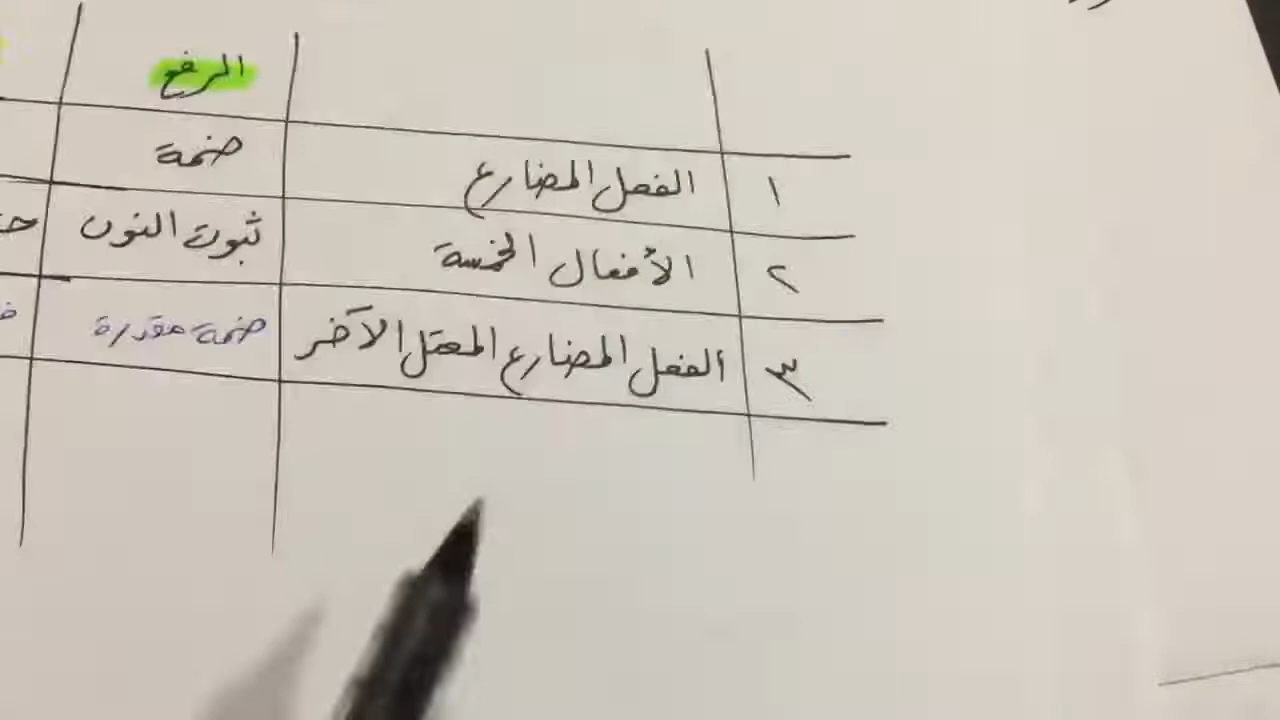 الرفع
١ الفعل المضارع ضمة
٢ الأفعال الخمسة ثبوت النون
٣ الفعل المضارع المعتل الآخر ضمة مقدرة